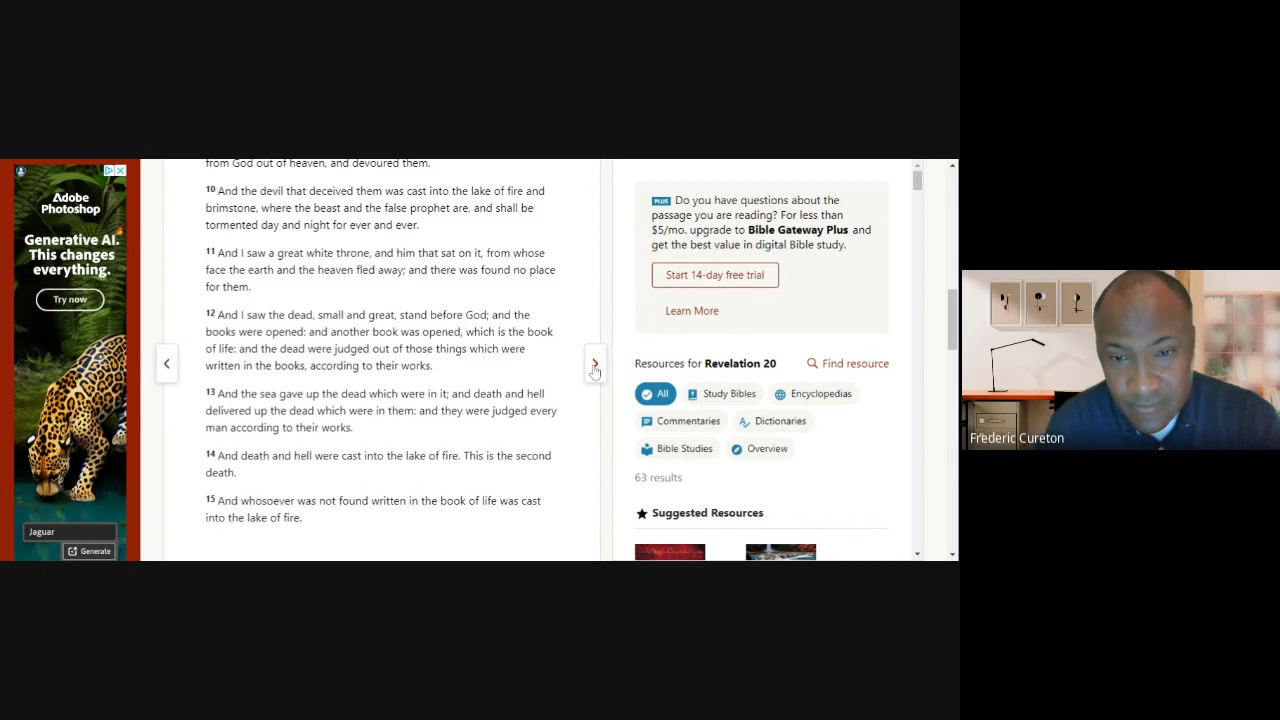 Adobe
Photoshop
Generative AI.
This changes
everything.
Try now
Jaguar
Generate
from God out of heaven, and devoured them.
10 And the devil that deceived them was cast into the lake of fire and
brimstone, where the beast and the false prophet are, and shall be
tormented day and night for ever and ever.
11 And I saw a great white throne, and him that sat on it, from whose
face the earth and the heaven fled away; and there was found no place
for them.
12 And I saw the dead, small and great, stand before God; and the
books were opened: and another book was opened, which is the book
of life: and the dead were judged out of those things which were
written in the books, according to their works.
13 And the sea gave up the dead which were in it; and death and hell
delivered up the dead which were in them: and they were judged every
man according to their works.
14 And death and hell were cast into the lake of fire. This is the second
death.
15 And whosoever was not found written in the book of life was cast
into the lake of fire.
PLUS Do you have questions about the
passage you are reading? For less than
$5/mo. upgrade to Bible Gateway Plus and
get the best value in digital Bible study.
Start 14-day free trial
Learn More
Resources for Revelation 20 Find resource
All Study Bibles Encyclopedias
Commentaries Dictionaries
Bible Studies Overview
63 results
Suggested Resources
Frederic Cureton